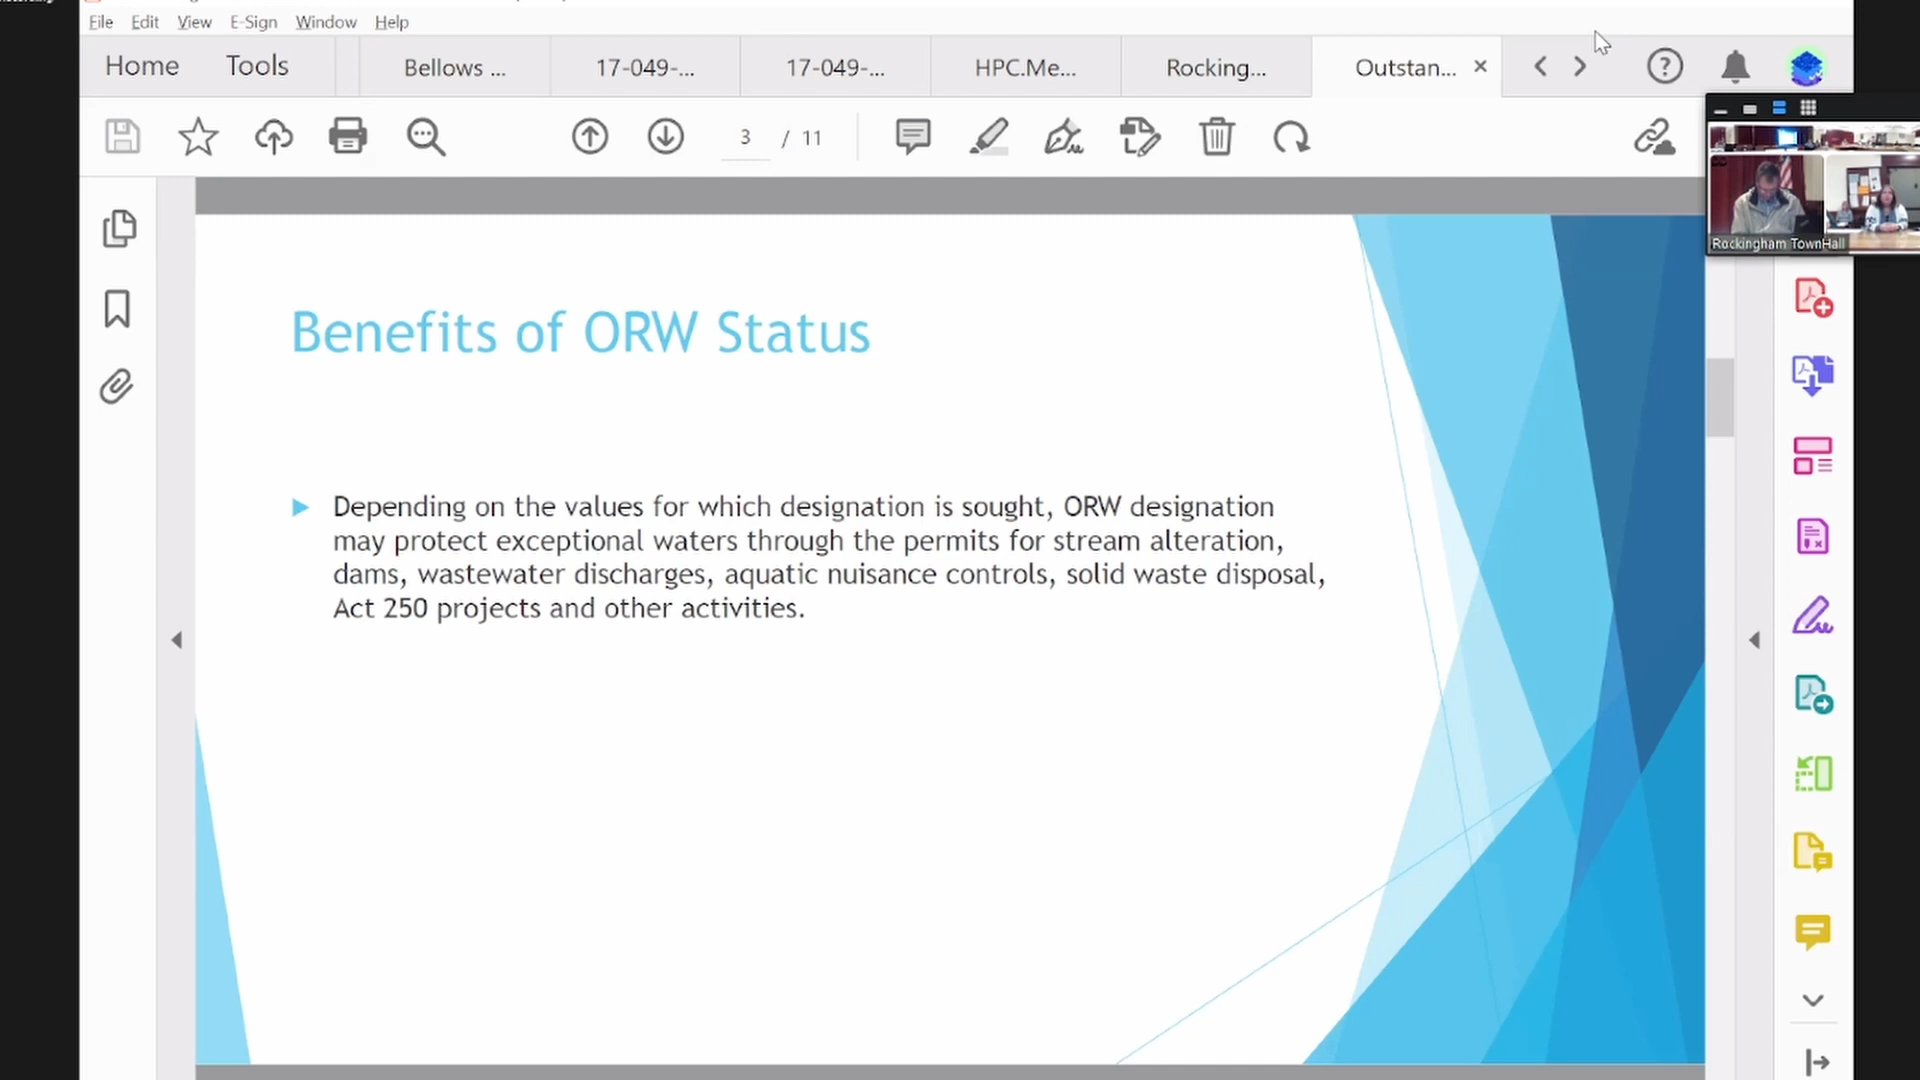 File Edit View E-Sign Window Help
Home Tools Bellows ... 17-049-... 17-049-... HPC.Me... Rocking... Outstan...
3 / 11
Rockingham TownHall
Benefits of ORW Status
Depending on the values for which designation is sought, ORW designation
may protect exceptional waters through the permits for stream alteration,
dams, wastewater discharges, aquatic nuisance controls, solid waste disposal,
Act 250 projects and other activities.